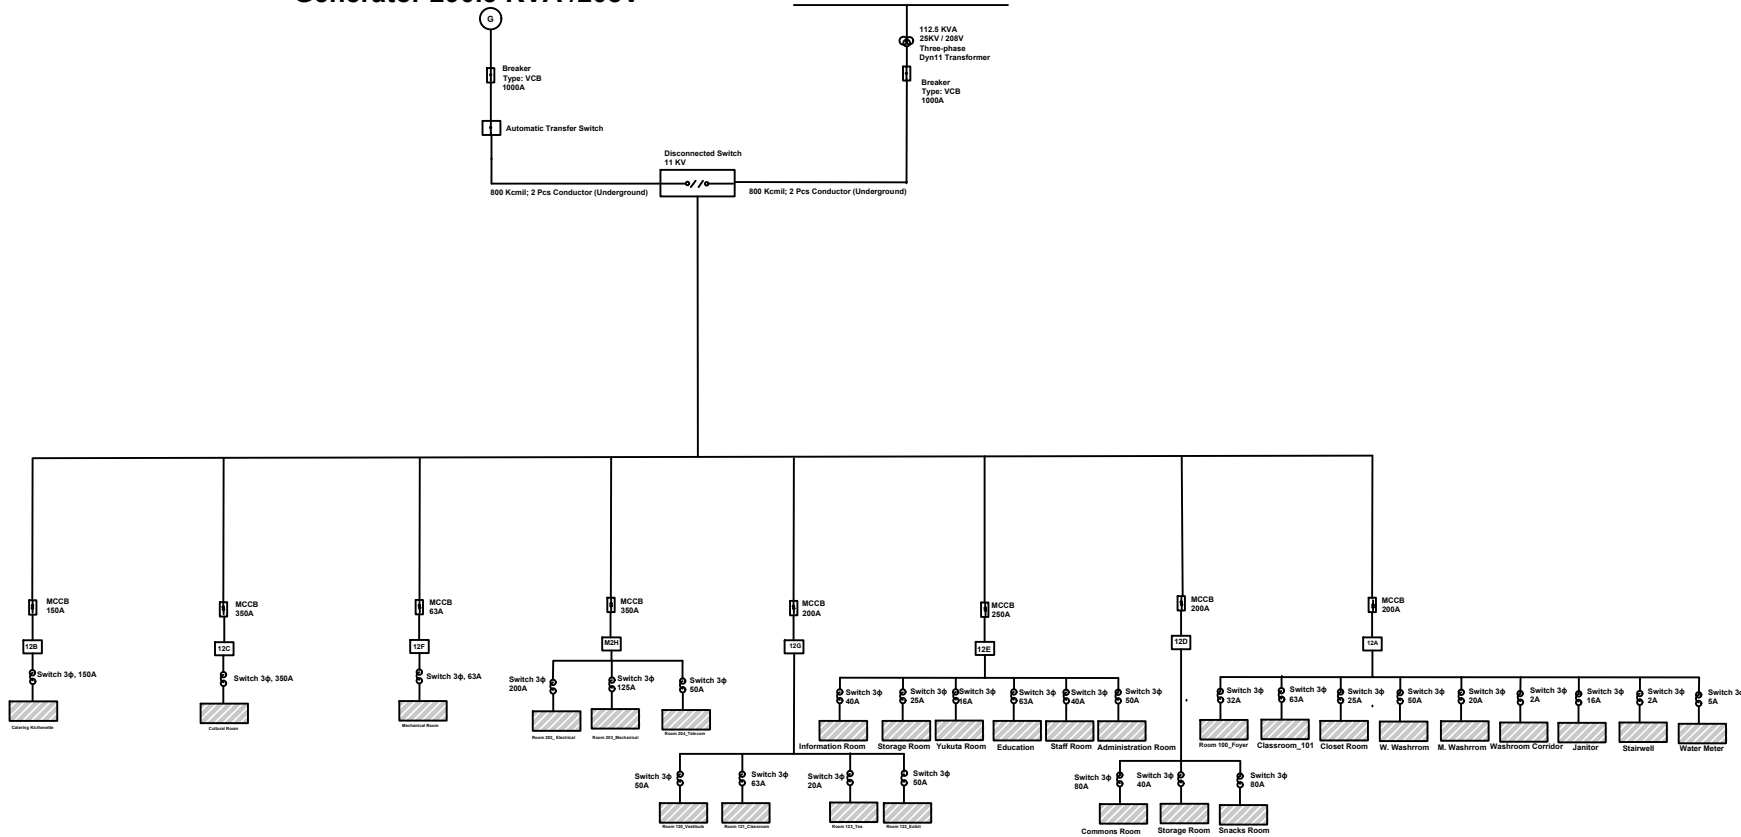 G
112.5 KVA
25KV / 208V
Three-phase
Dyn11 Transformer
Breaker
Type: VCB
1000A
Breaker
Type: VCB
1000A
Automatic Transfer Switch
Disconnected Switch
11 KV
800 Kcmil; 2 Pcs Conductor (Underground)
800 Kcmil; 2 Pcs Conductor (Underground)
MCCB
150A
MCCB
350A
MCCB
63A
MCCB
350A
MCCB
200A
MCCB
250A
MCCB
200A
MCCB
200A
12B
12C
12F
M2H
12G
12E
12D
12A
Switch 3ϕ, 150A
Switch 3ϕ, 350A
Switch 3ϕ, 63A
Switch 3ϕ
200A
Switch 3ϕ
125A
Switch 3ϕ
50A
Switch 3ϕ
40A
Switch 3ϕ
25A
Switch 3ϕ
16A
Switch 3ϕ
63A
Switch 3ϕ
40A
Switch 3ϕ
50A
Switch 3ϕ
32A
Switch 3ϕ
63A
Switch 3ϕ
25A
Switch 3ϕ
50A
Switch 3ϕ
20A
Switch 3ϕ
2A
Switch 3ϕ
16A
Switch 3ϕ
2A
Switch 3ϕ
5A
Catering Kicthenette
Cultural Room
Mechanical Room
Room 202_ Electrical
Room 203_Mechanical
Room 204_Telecom
Information Room
Storage Room
Yukuta Room
Education
Staff Room
Administration Room
Room 100_Foyer
Classroom_101
Closet Room
W. Washrrom
M. Washrrom
Washroom Corridor
Janitor
Stairwell
Water Meter
Switch 3ϕ
50A
Switch 3ϕ
63A
Switch 3ϕ
20A
Switch 3ϕ
50A
Switch 3ϕ
80A
Switch 3ϕ
40A
Switch 3ϕ
80A
Room 120_Vestibule
Room 121_Classroom
Room 123_Tea
Room 122_Exibit
Commons Room
Storage Room
Snacks Room